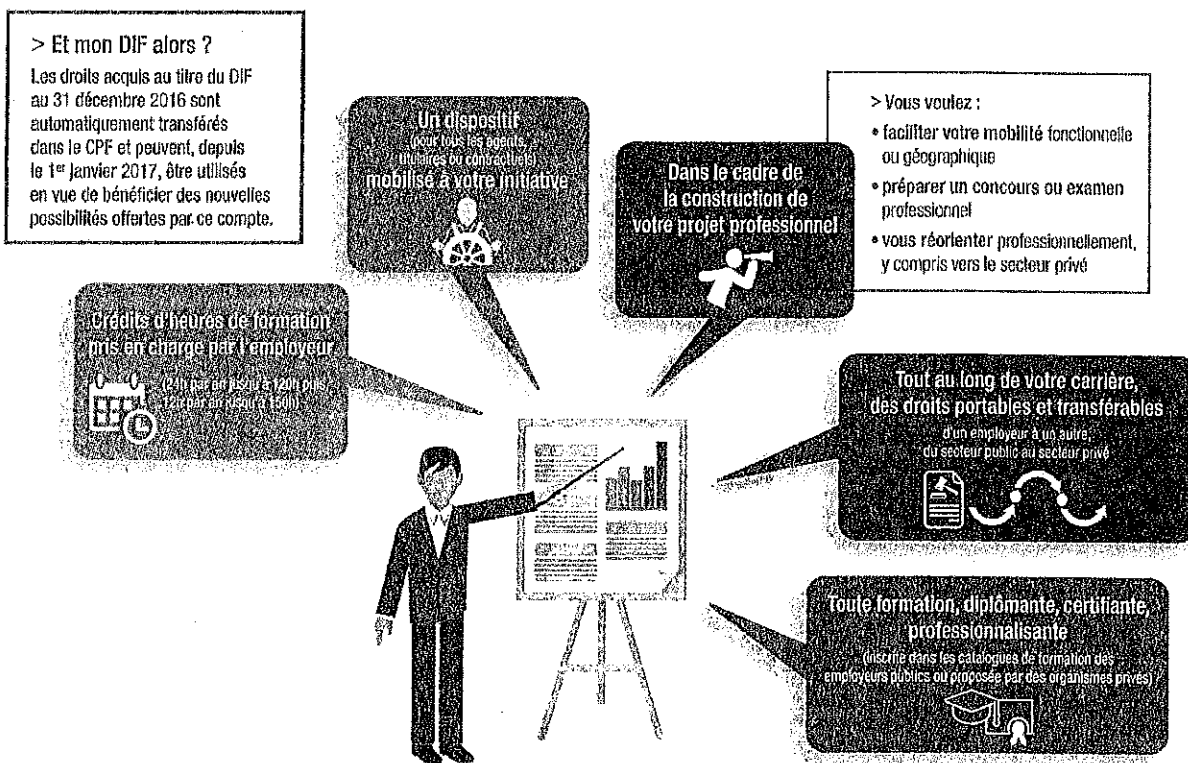 > Et mon DIF alors ?
Les droits acquis au titre du DIF
au 31 décembre 2016 sont
automatiquement transférés
dans le CPF et peuvent, depuis
le 1er janvier 2017, être utilisés
en vue de bénéficier des nouvelles
possibilités offertes par ce compte.
Un dispositif
(pour tous les agents,
titulaires ou contractuels)
mobilisé à votre initiative
Dans le cadre de
la construction de
votre projet professionnel
> Vous voulez :
• faciliter votre mobilité fonctionnelle
ou géographique
• préparer un concours ou examen
professionnel
• vous réorienter professionnellement,
y compris vers le secteur privé
Crédits d'heures de formation
pris en charge par l'employeur
(24h par an jusqu'à 120h puis
12h par an jusqu'à 150h)
Tout au long de votre carrière,
des droits portables et transférables
d'un employeur à un autre,
du secteur public au secteur privé
Toute formation, diplômante, certifiante,
professionnalisante
(inscrite dans les catalogues de formation des
employeurs publics ou proposée par des organismes privés)